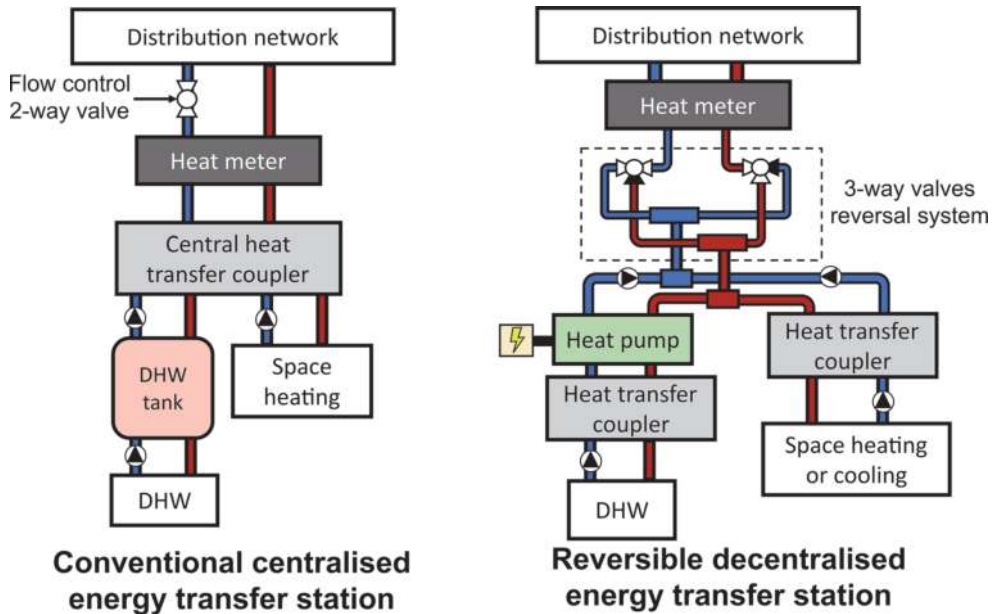 Distribution network
Flow control
2-way valve
Heat meter
Central heat
transfer coupler
DHW
tank
Space
heating
DHW
Conventional centralised
energy transfer station
Distribution network
Heat meter
3-way valves
reversal system
Heat pump
Heat transfer
coupler
Heat transfer
coupler
Space heating
or cooling
DHW
Reversible decentralised
energy transfer station